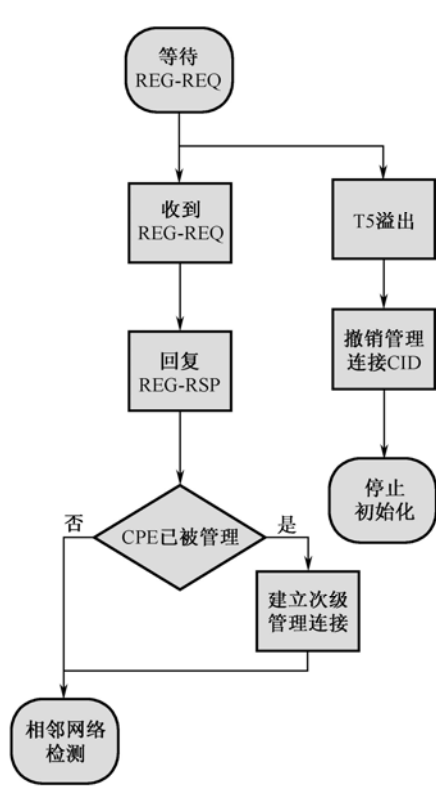 等待
REG-REQ
收到
REG-REQ
T5溢出
回复
REG-RSP
撤销管理
连接CID
CPE已被管理
否
是
停止
初始化
建立次级
管理连接
相邻网络
检测